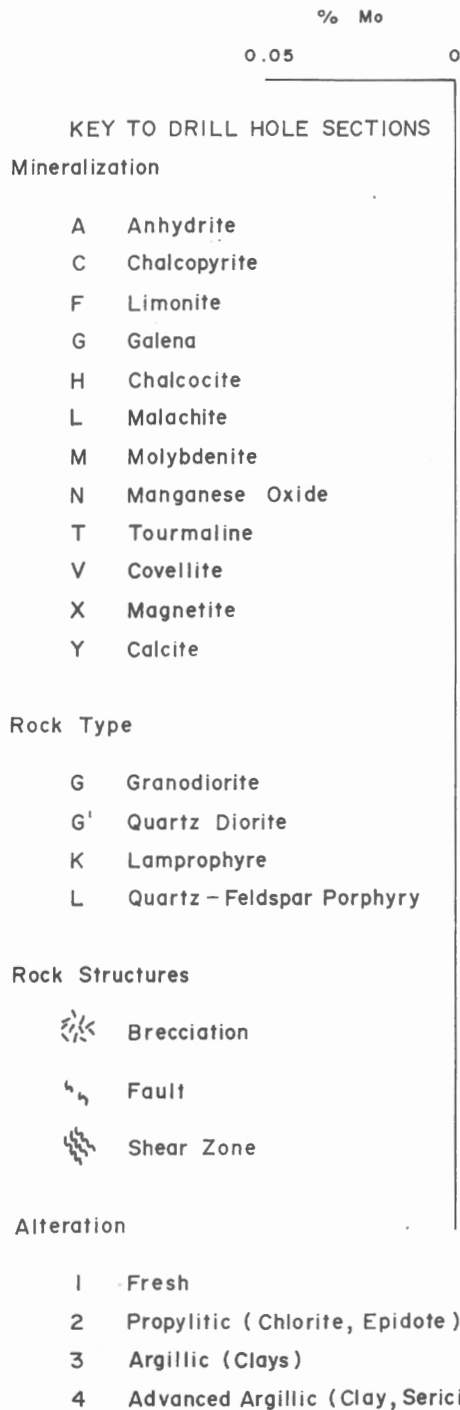 % Mo
0.05 0
KEY TO DRILL HOLE SECTIONS
Mineralization
A Anhydrite
C Chalcopyrite
F Limonite
G Galena
H Chalcocite
L Malachite
M Molybdenite
N Manganese Oxide
T Tourmaline
V Covellite
X Magnetite
Y Calcite
Rock Type
G Granodiorite
G' Quartz Diorite
K Lamprophyre
L Quartz – Feldspar Porphyry
Rock Structures
Brecciation
Fault
Shear Zone
Alteration
1 Fresh
2 Propylitic (Chlorite, Epidote)
3 Argillic (Clays)
4 Advanced Argillic (Clay, Serici